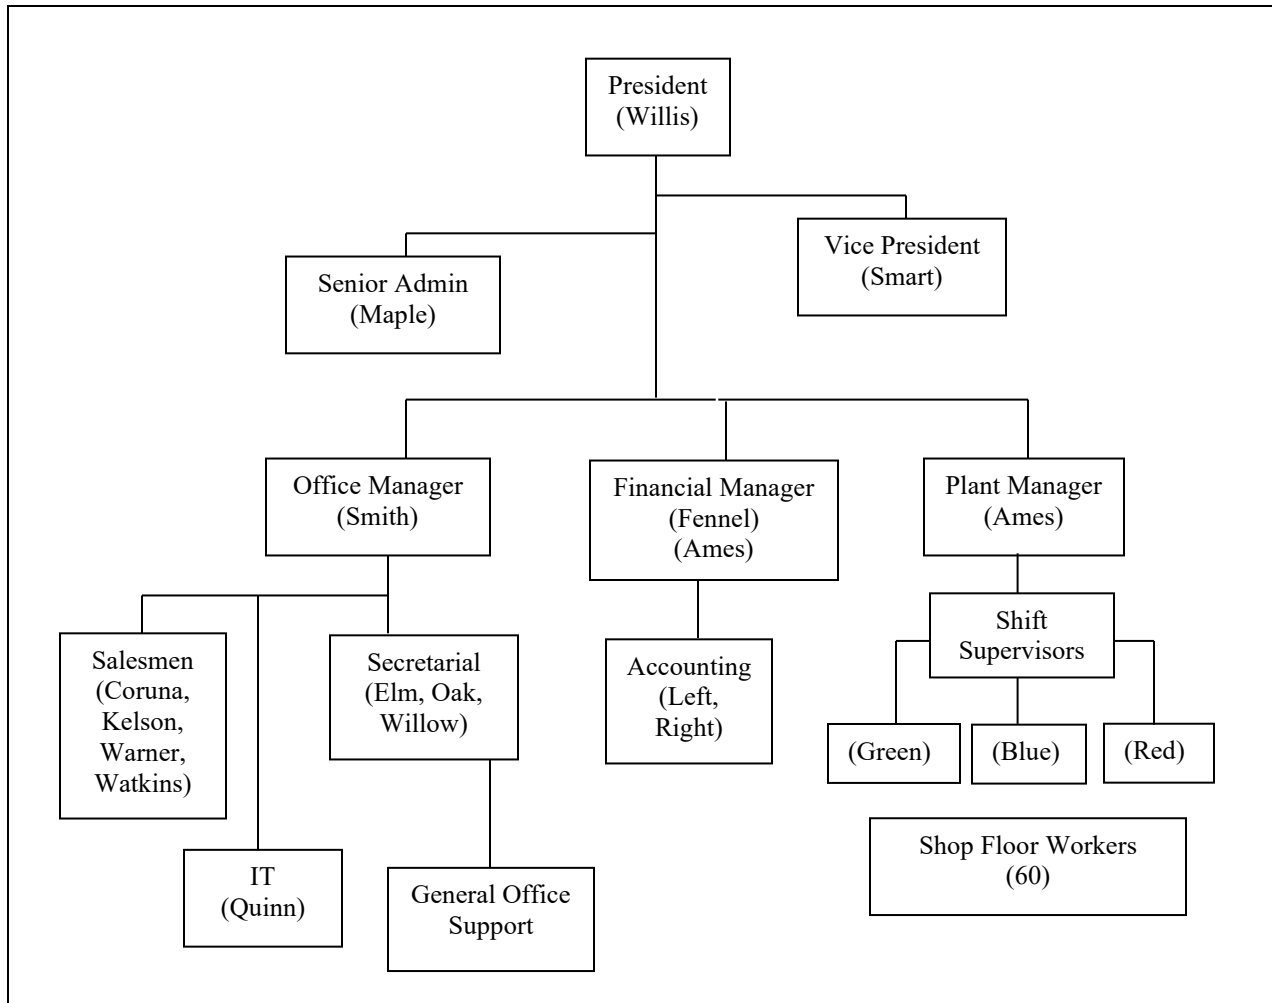 President
(Willis)
Vice President
(Smart)
Senior Admin
(Maple)
Office Manager
(Smith)
Financial Manager
(Fennel)
(Ames)
Plant Manager
(Ames)
Shift
Supervisors
Salesmen
(Coruna,
Kelson,
Warner,
Watkins)
Secretarial
(Elm, Oak,
Willow)
Accounting
(Left,
Right)
(Green)
(Blue)
(Red)
IT
(Quinn)
General Office
Support
Shop Floor Workers
(60)